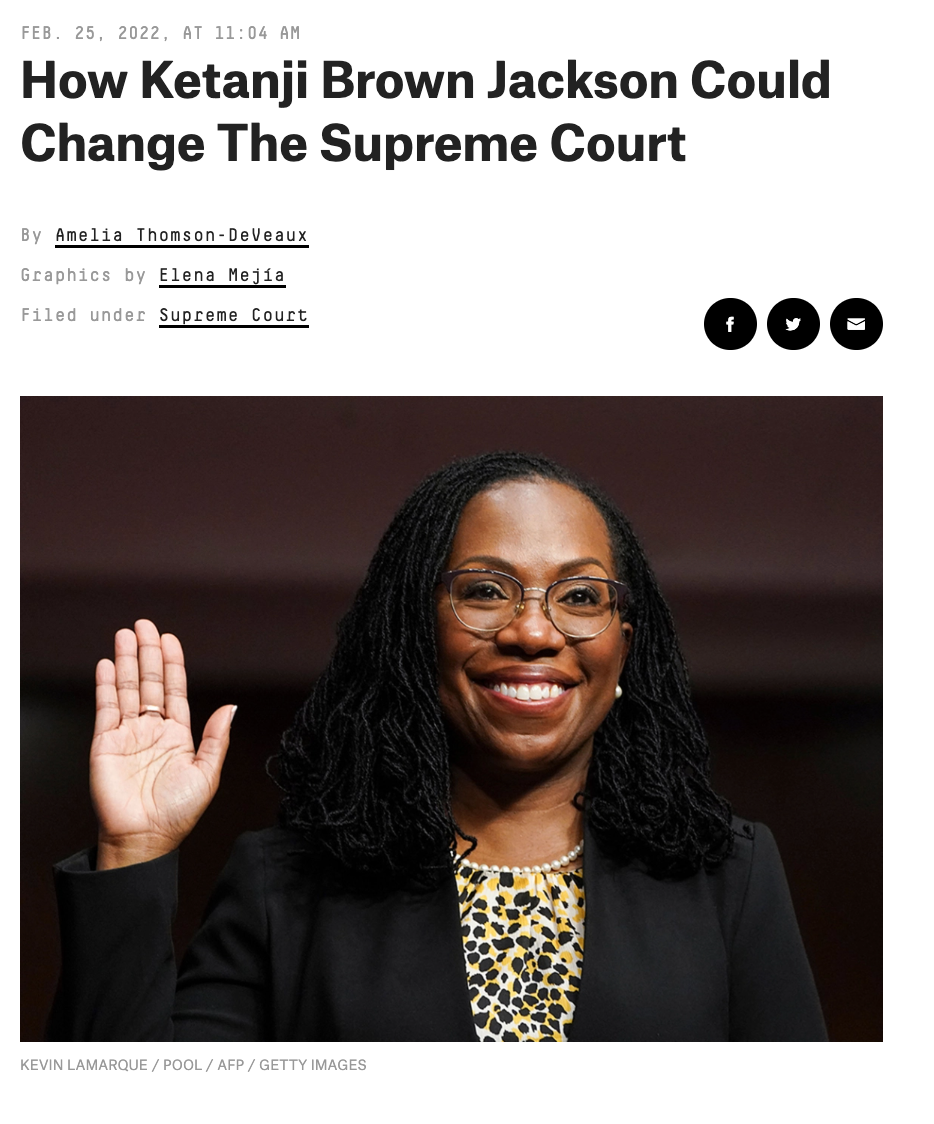 FEB. 25, 2022, AT 11:04 AM
How Ketanji Brown Jackson Could
Change The Supreme Court
By Amelia Thomson-DeVeaux
Graphics by Elena Mejía
Filed under Supreme Court
KEVIN LAMARQUE / POOL / AFP / GETTY IMAGES